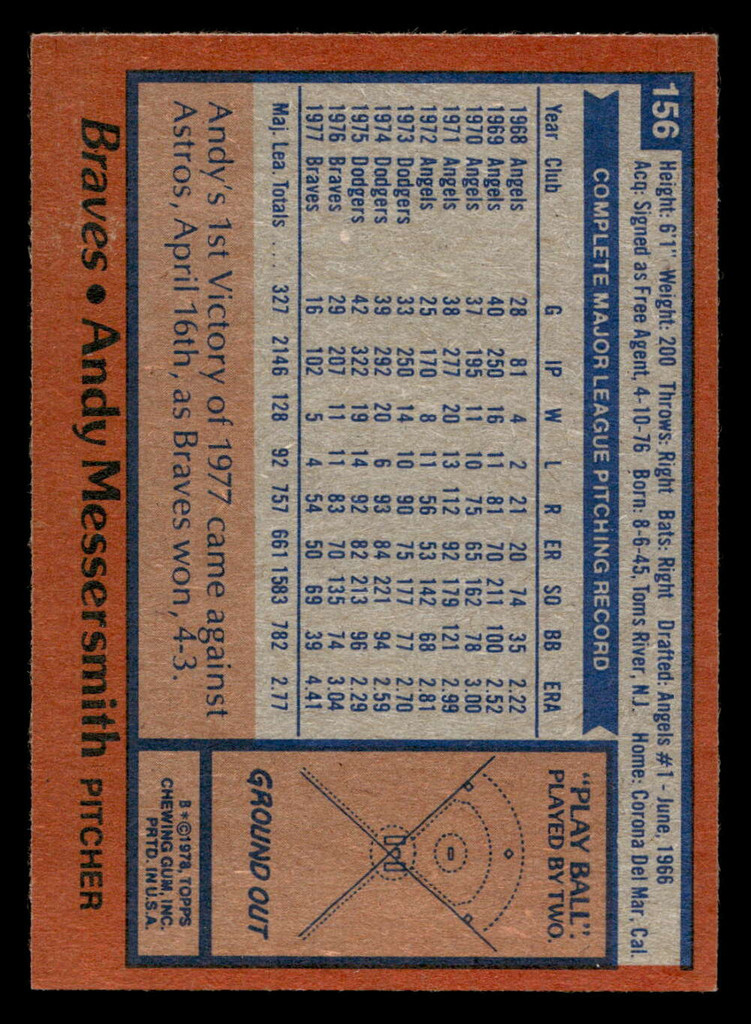 156
Height: 6'1" Weight: 200 Throws: Right Bats: Right Drafted: Angels #1 - June, 1966
Acq: Signed as Free Agent, 4-10-76 Born: 8-6-45, Toms River, N.J. Home: Corona Del Mar, Cal.
COMPLETE MAJOR LEAGUE PITCHING RECORD
Year Club G IP W L R ER SO BB ERA
1968 Angels 28 81 4 2 21 20 74 35 2.22
1969 Angels 40 250 16 11 81 70 211 100 2.52
1970 Angels 37 195 11 10 75 65 162 78 3.00
1971 Angels 38 277 20 13 112 92 179 121 2.99
1972 Angels 25 170 8 11 56 53 142 68 2.81
1973 Dodgers 33 250 14 10 90 75 177 77 2.70
1974 Dodgers 39 292 20 6 93 84 221 94 2.59
1975 Dodgers 42 322 19 14 92 82 213 96 2.29
1976 Braves 29 207 11 11 83 70 135 74 3.04
1977 Braves 16 102 5 4 54 50 69 39 4.41
Maj. Lea. Totals .... 327 2146 128 92 757 661 1583 782 2.77
Andy's 1st Victory of 1977 came against
Astros, April 16th, as Braves won, 4-3.
"PLAY BALL".
PLAYED BY TWO.
GROUND OUT
B*©1978, TOPPS
CHEWING GUM, INC.
PRTD. IN U.S.A.
Braves • Andy Messersmith PITCHER